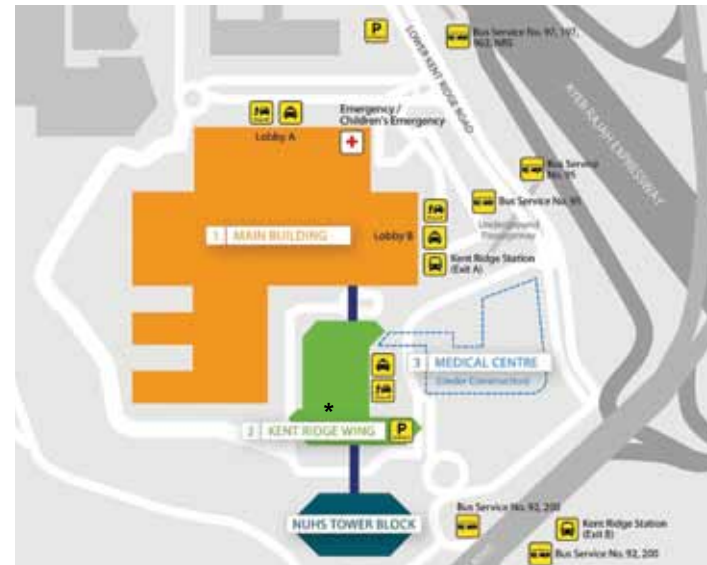 P
Bus Service No. 97, 197,
963, NR5
LOWER KENT RIDGE ROAD
AYER RAJAH EXPRESSWAY
Emergency /
Children's Emergency
Lobby A
Bus Service
No. 95
Bus Service No. 95
Underground
Passageway
1 MAIN BUILDING
Lobby B
Kent Ridge Station
(Exit A)
3 MEDICAL CENTRE
(Under Construction)
*
2 KENT RIDGE WING
P
NUHS TOWER BLOCK
Bus Service No. 92, 200
Kent Ridge Station
(Exit B)
Bus Service No. 92, 200